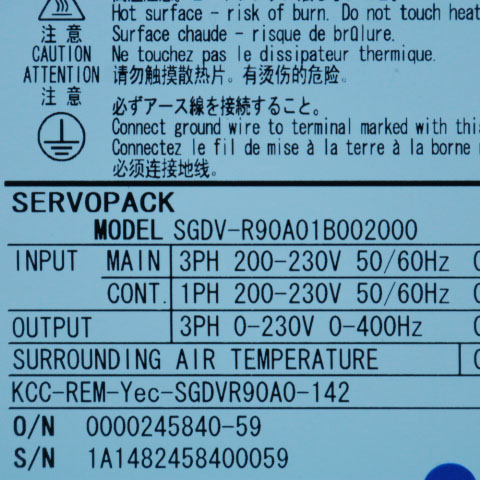 注 意
Hot surface - risk of burn. Do not touch heat
Surface chaude - risque de brûlure.
CAUTION
Ne touchez pas le dissipateur thermique.
ATTENTION
请勿触摸散热片。有烫伤的危险。
注 意
必ずアース線を接続すること。
Connect ground wire to terminal marked with this
Connectez le fil de mise à la terre à la borne
必须连接地线.
SERVOPACK
MODEL SGDV-R90A01B002000
INPUT MAIN 3PH 200-230V 50/60Hz
CONT. 1PH 200-230V 50/60Hz
OUTPUT 3PH 0-230V 0-400Hz
SURROUNDING AIR TEMPERATURE
KCC-REM-Yec-SGDVR90A0-142
O/N 0000245840-59
S/N 1A1482458400059